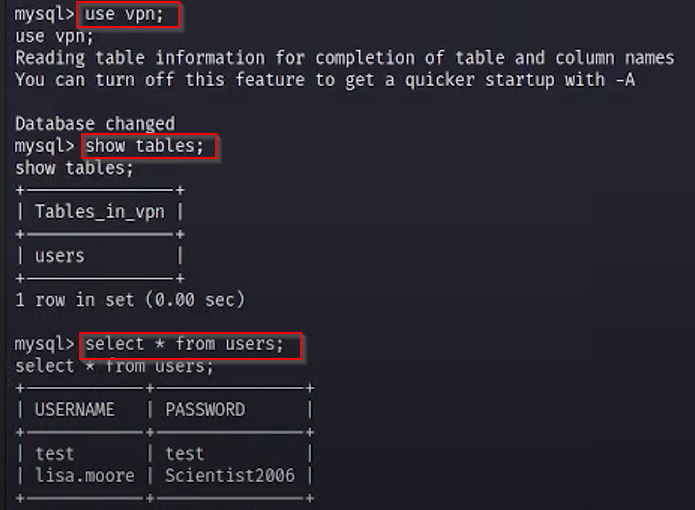 mysql> use vpn;
use vpn;
Reading table information for completion of table and column names
You can turn off this feature to get a quicker startup with -A
Database changed
mysql> show tables;
show tables;
+---------------+
| Tables_in_vpn |
+---------------+
| users         |
+---------------+
1 row in set (0.00 sec)
mysql> select * from users;
select * from users;
+------------+---------------+
| USERNAME   | PASSWORD      |
+------------+---------------+
| test       | test          |
| lisa.moore | Scientist2006 |
+------------+---------------+